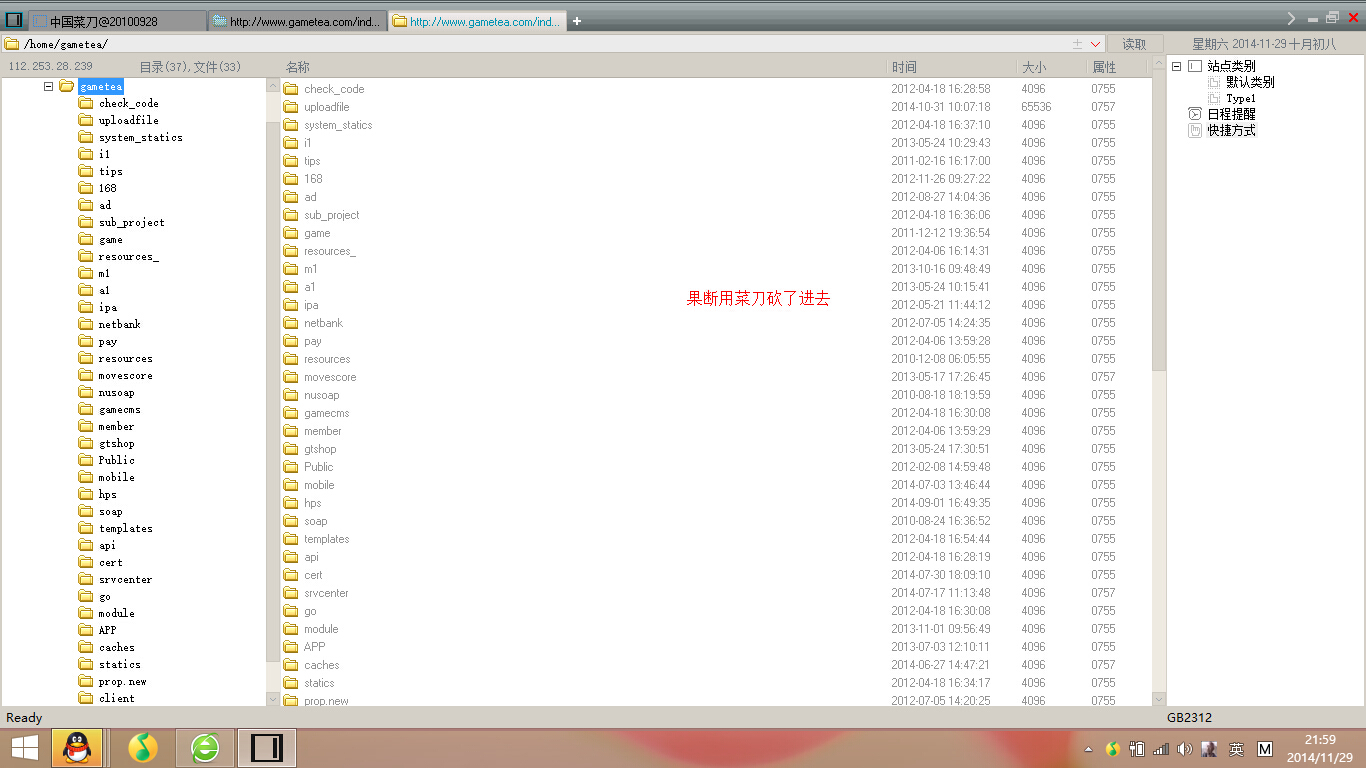 中国菜刀@20100928 http://www.gametea.com/ind... http://www.gametea.com/ind... +
/home/gametea/ 读取 星期六 2014-11-29 十月初八
112.253.28.239 目录(37),文件(33) 名称 时间 大小 属性
gametea
check_code
uploadfile
system_statics
i1
tips
168
ad
sub_project
game
resources_
m1
a1
ipa
netbank
pay
resources
movescore
nusoap
gamecms
member
gtshop
Public
mobile
hps
soap
templates
api
cert
srvcenter
go
module
APP
caches
statics
prop.new
client
check_code 2012-04-18 16:28:58 4096 0755
uploadfile 2014-10-31 10:07:18 65536 0757
system_statics 2012-04-18 16:37:10 4096 0755
i1 2013-05-24 10:29:43 4096 0755
tips 2011-02-16 16:17:00 4096 0755
168 2012-11-26 09:27:22 4096 0755
ad 2012-08-27 14:04:36 4096 0755
sub_project 2012-04-18 16:36:06 4096 0755
game 2011-12-12 19:36:54 4096 0755
resources_ 2012-04-06 16:14:31 4096 0755
m1 2013-10-16 09:48:49 4096 0755
a1 2013-05-24 10:15:41 4096 0755
果断用菜刀砍了进去
ipa 2012-05-21 11:44:12 4096 0755
netbank 2012-07-05 14:24:35 4096 0755
pay 2012-04-06 13:59:28 4096 0755
resources 2010-12-08 06:05:55 4096 0755
movescore 2013-05-17 17:26:45 4096 0757
nusoap 2010-08-18 18:19:59 4096 0755
gamecms 2012-04-18 16:30:08 4096 0755
member 2012-04-06 13:59:29 4096 0755
gtshop 2013-05-24 17:30:51 4096 0755
Public 2012-02-08 14:59:48 4096 0755
mobile 2014-07-03 13:46:44 4096 0755
hps 2014-09-01 16:49:35 4096 0755
soap 2010-08-24 16:36:52 4096 0755
templates 2012-04-18 16:54:44 4096 0755
api 2012-04-18 16:28:19 4096 0755
cert 2014-07-30 18:09:10 4096 0755
srvcenter 2014-07-17 11:13:48 4096 0757
go 2012-04-18 16:30:08 4096 0755
module 2013-11-01 09:56:49 4096 0755
APP 2013-07-03 12:10:11 4096 0755
caches 2014-06-27 14:47:21 4096 0757
statics 2012-04-18 16:34:17 4096 0755
prop.new 2012-07-05 14:20:25 4096 0755
站点类别
默认类别
Type1
日程提醒
快捷方式
Ready GB2312
英 M
21:59
2014/11/29